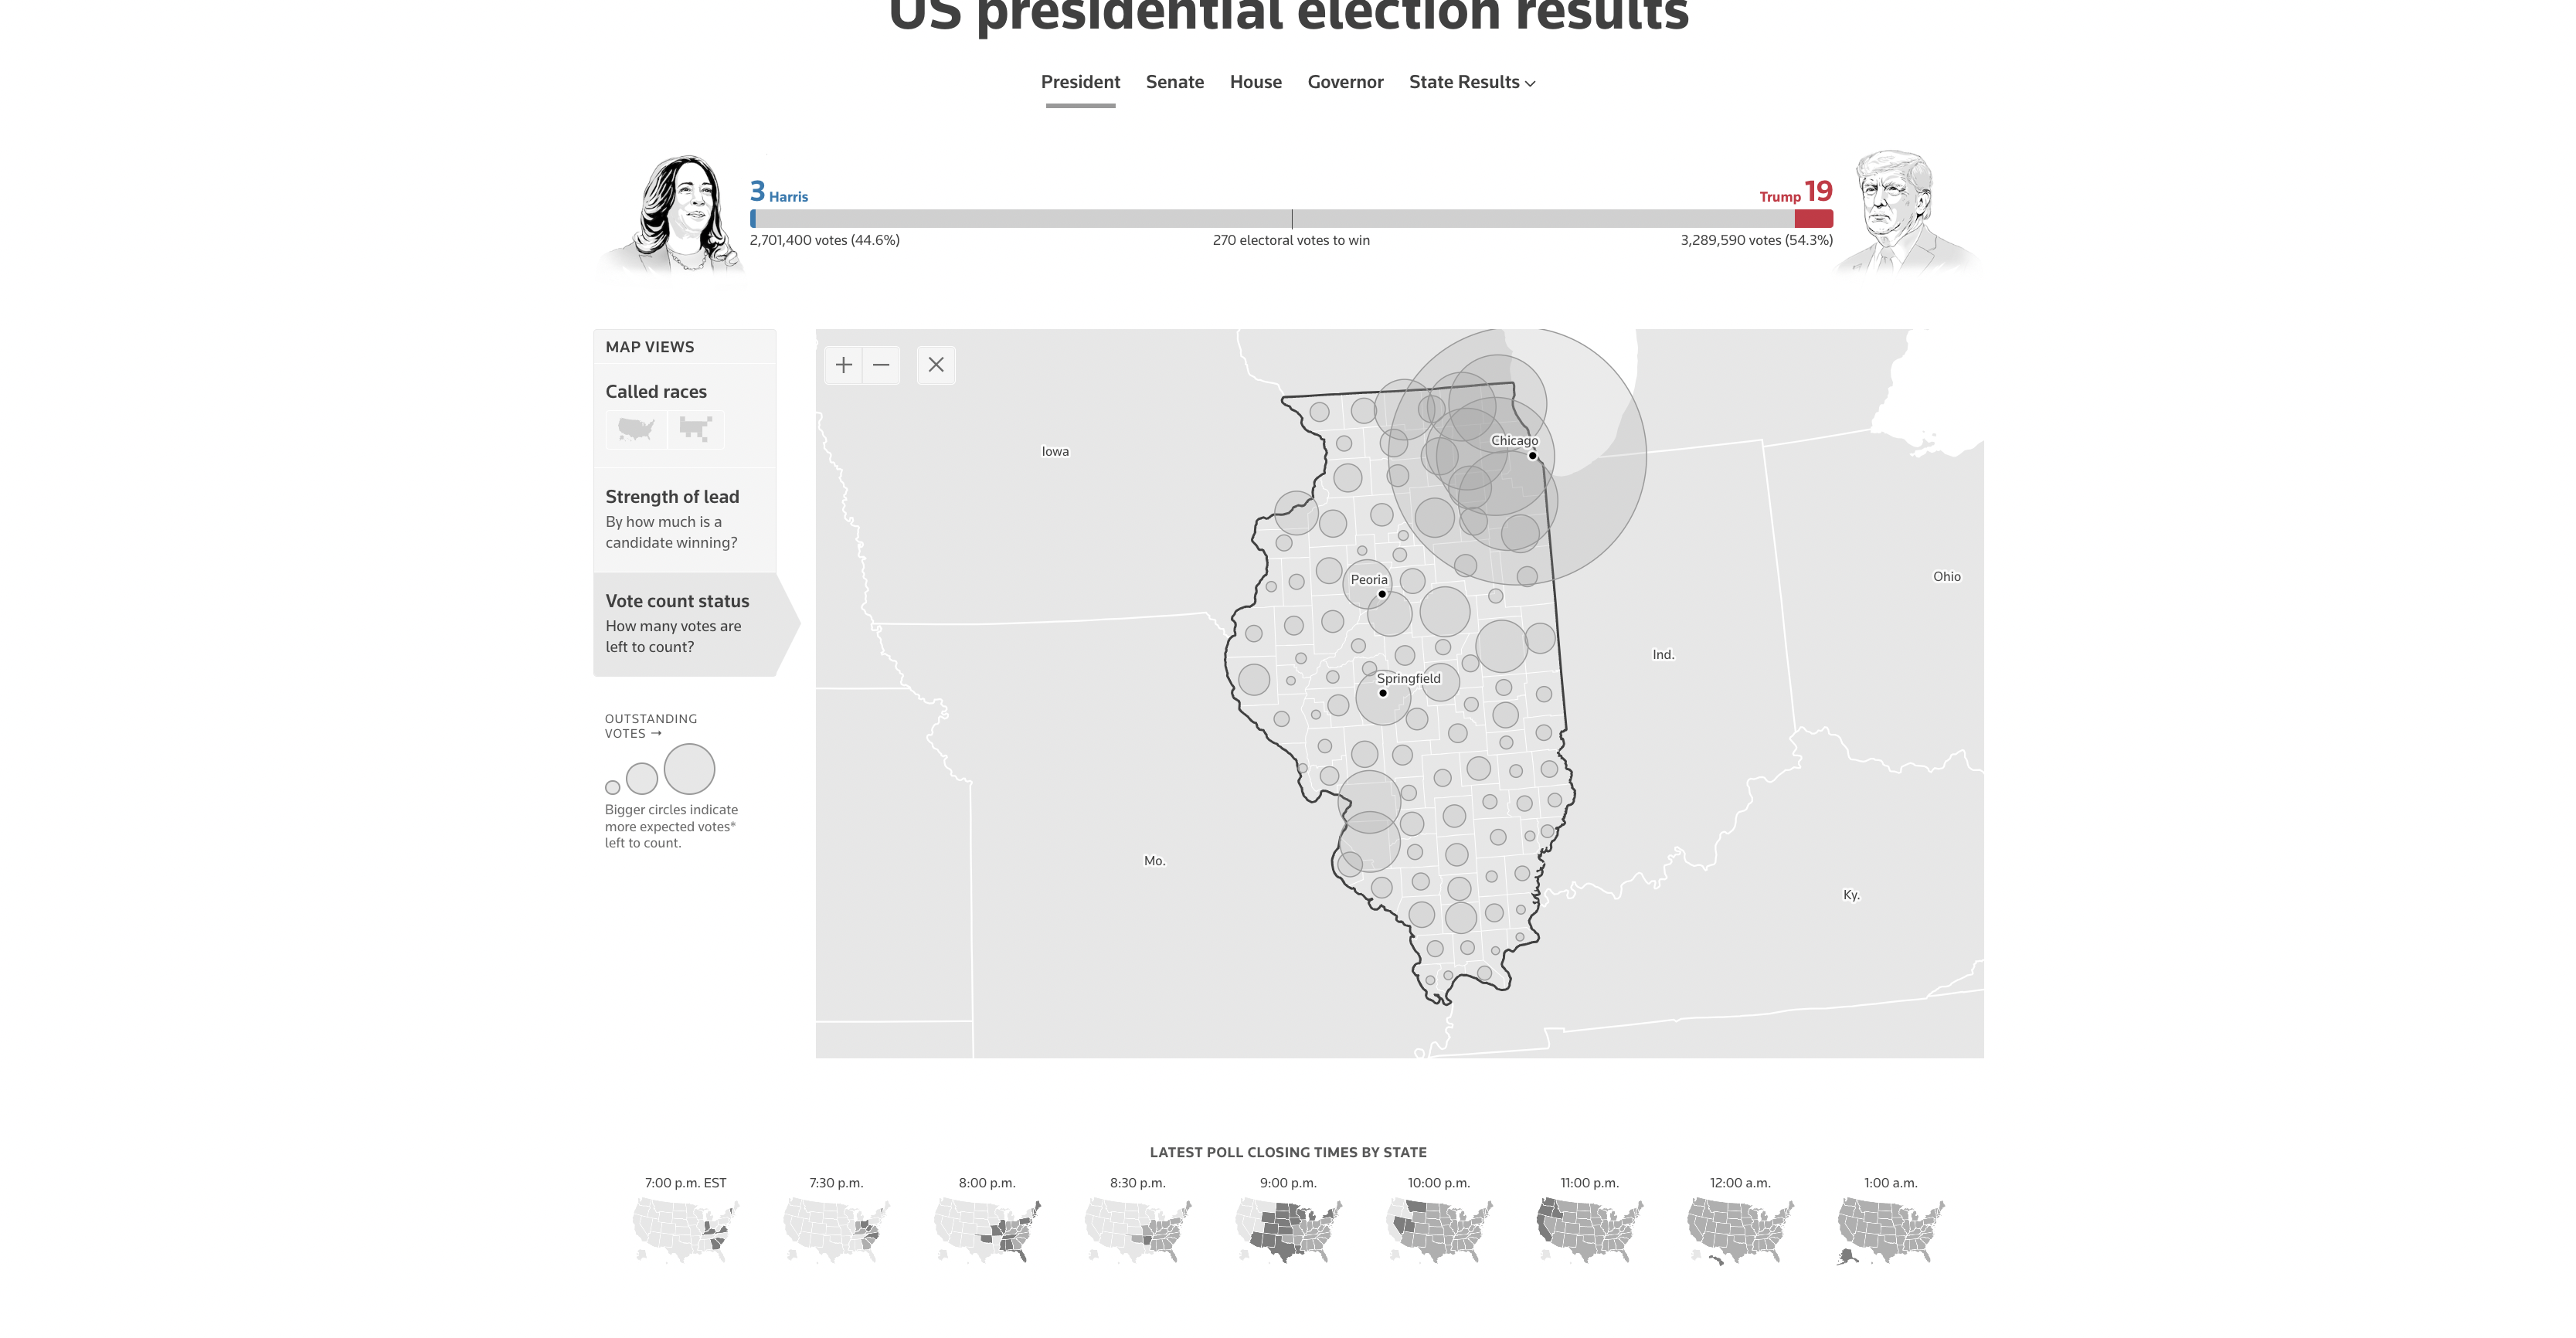 US presidential election results
President Senate House Governor State Results
3 Harris
Trump 19
2,701,400 votes (44.6%)
270 electoral votes to win
3,289,590 votes (54.3%)
MAP VIEWS
Called races
Strength of lead
By how much is a
candidate winning?
Vote count status
How many votes are
left to count?
OUTSTANDING
VOTES →
Bigger circles indicate
more expected votes*
left to count.
Chicago
Iowa
Peoria
Ohio
Ind.
Springfield
Mo.
Ky.
LATEST POLL CLOSING TIMES BY STATE
7:00 p.m. EST 7:30 p.m. 8:00 p.m. 8:30 p.m. 9:00 p.m. 10:00 p.m. 11:00 p.m. 12:00 a.m. 1:00 a.m.